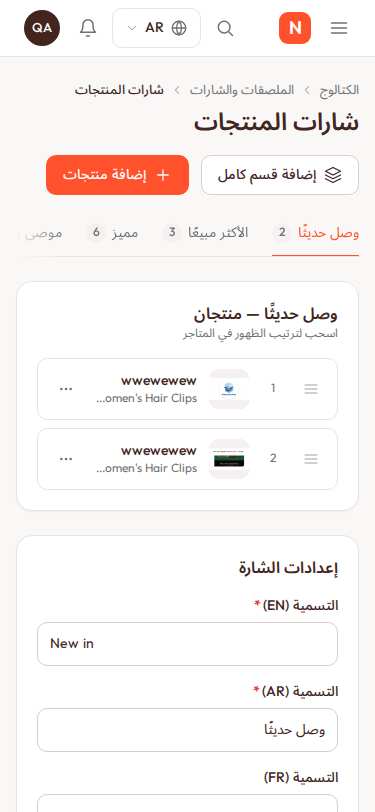 N
AR
QA
الكتالوج > الملصقات والشارات > شارات المنتجات
شارات المنتجات
إضافة قسم كامل
إضافة منتجات
وصل حديثًا 2
الأكثر مبيعًا 3
مميز 6
موصى
وصل حديثًا — منتجان
اسحب لترتيب الظهور في المتاجر
1
wwewewew
...omen's Hair Clips
2
wwewewew
...omen's Hair Clips
إعدادات الشارة
التسمية (EN) *
New in
التسمية (AR) *
وصل حديثًا
التسمية (FR)